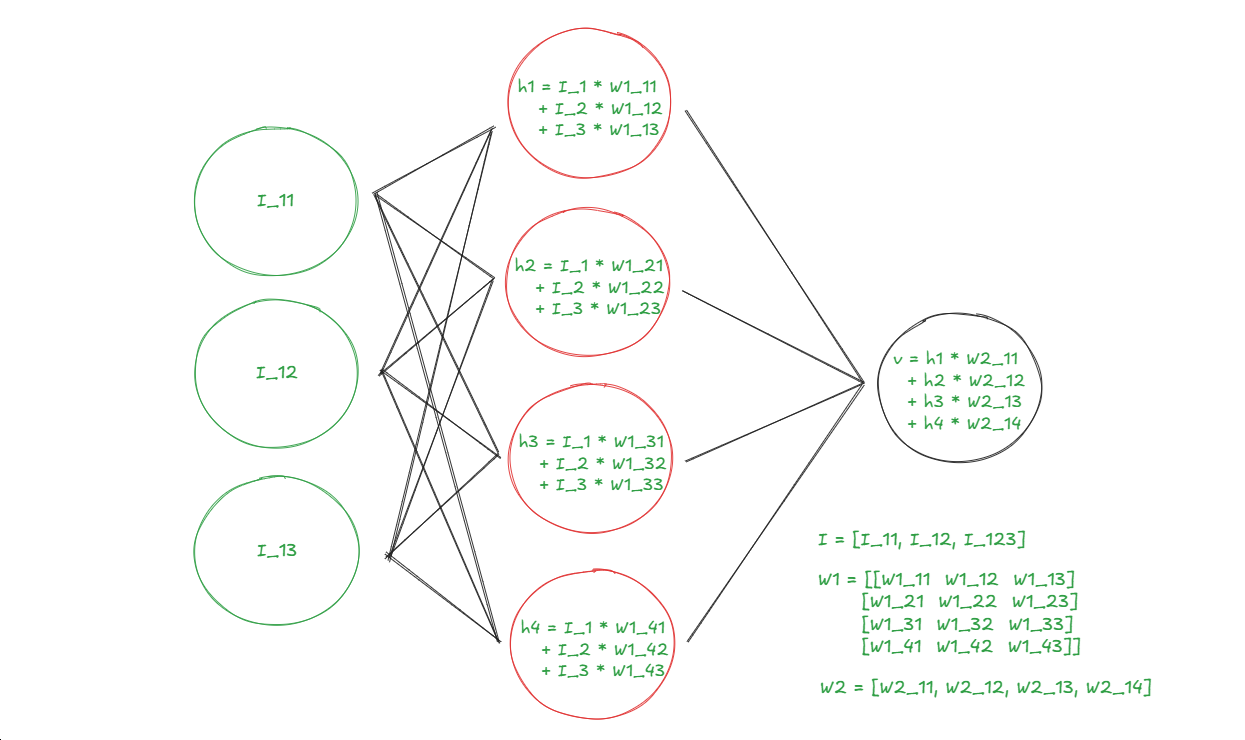 I_11
I_12
I_13
h1 = I_1 * W1_11
+ I_2 * W1_12
+ I_3 * W1_13
h2 = I_1 * W1_21
+ I_2 * W1_22
+ I_3 * W1_23
h3 = I_1 * W1_31
+ I_2 * W1_32
+ I_3 * W1_33
h4 = I_1 * W1_41
+ I_2 * W1_42
+ I_3 * W1_43
v = h1 * W2_11
+ h2 * W2_12
+ h3 * W2_13
+ h4 * W2_14
I = [I_11, I_12, I_123]
W1 = [[W1_11 W1_12 W1_13]
[W1_21 W1_22 W1_23]
[W1_31 W1_32 W1_33]
[W1_41 W1_42 W1_43]]
W2 = [W2_11, W2_12, W2_13, W2_14]